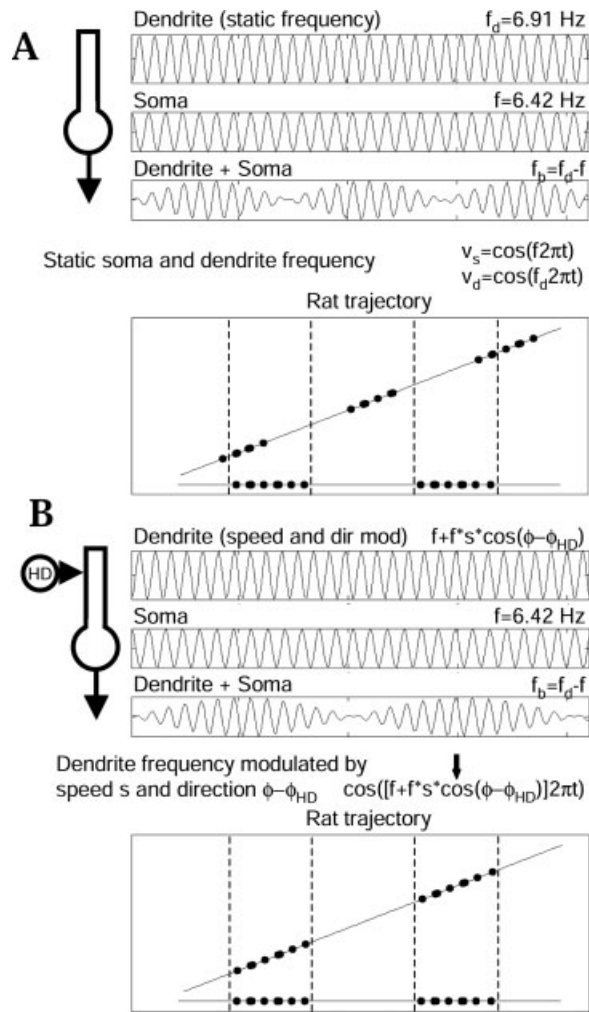 A
Dendrite (static frequency) f_d=6.91 Hz
Soma f=6.42 Hz
Dendrite + Soma f_b=f_d-f
Static soma and dendrite frequency
v_s=cos(f2πt)
v_d=cos(f_d2πt)
Rat trajectory
B
Dendrite (speed and dir mod) f+f*s*cos(ϕ−ϕ_HD)
HD
Soma f=6.42 Hz
Dendrite + Soma f_b=f_d-f
Dendrite frequency modulated by
speed s and direction ϕ−ϕ_HD cos([f+f*s*cos(ϕ−ϕ_HD)]2πt)
Rat trajectory